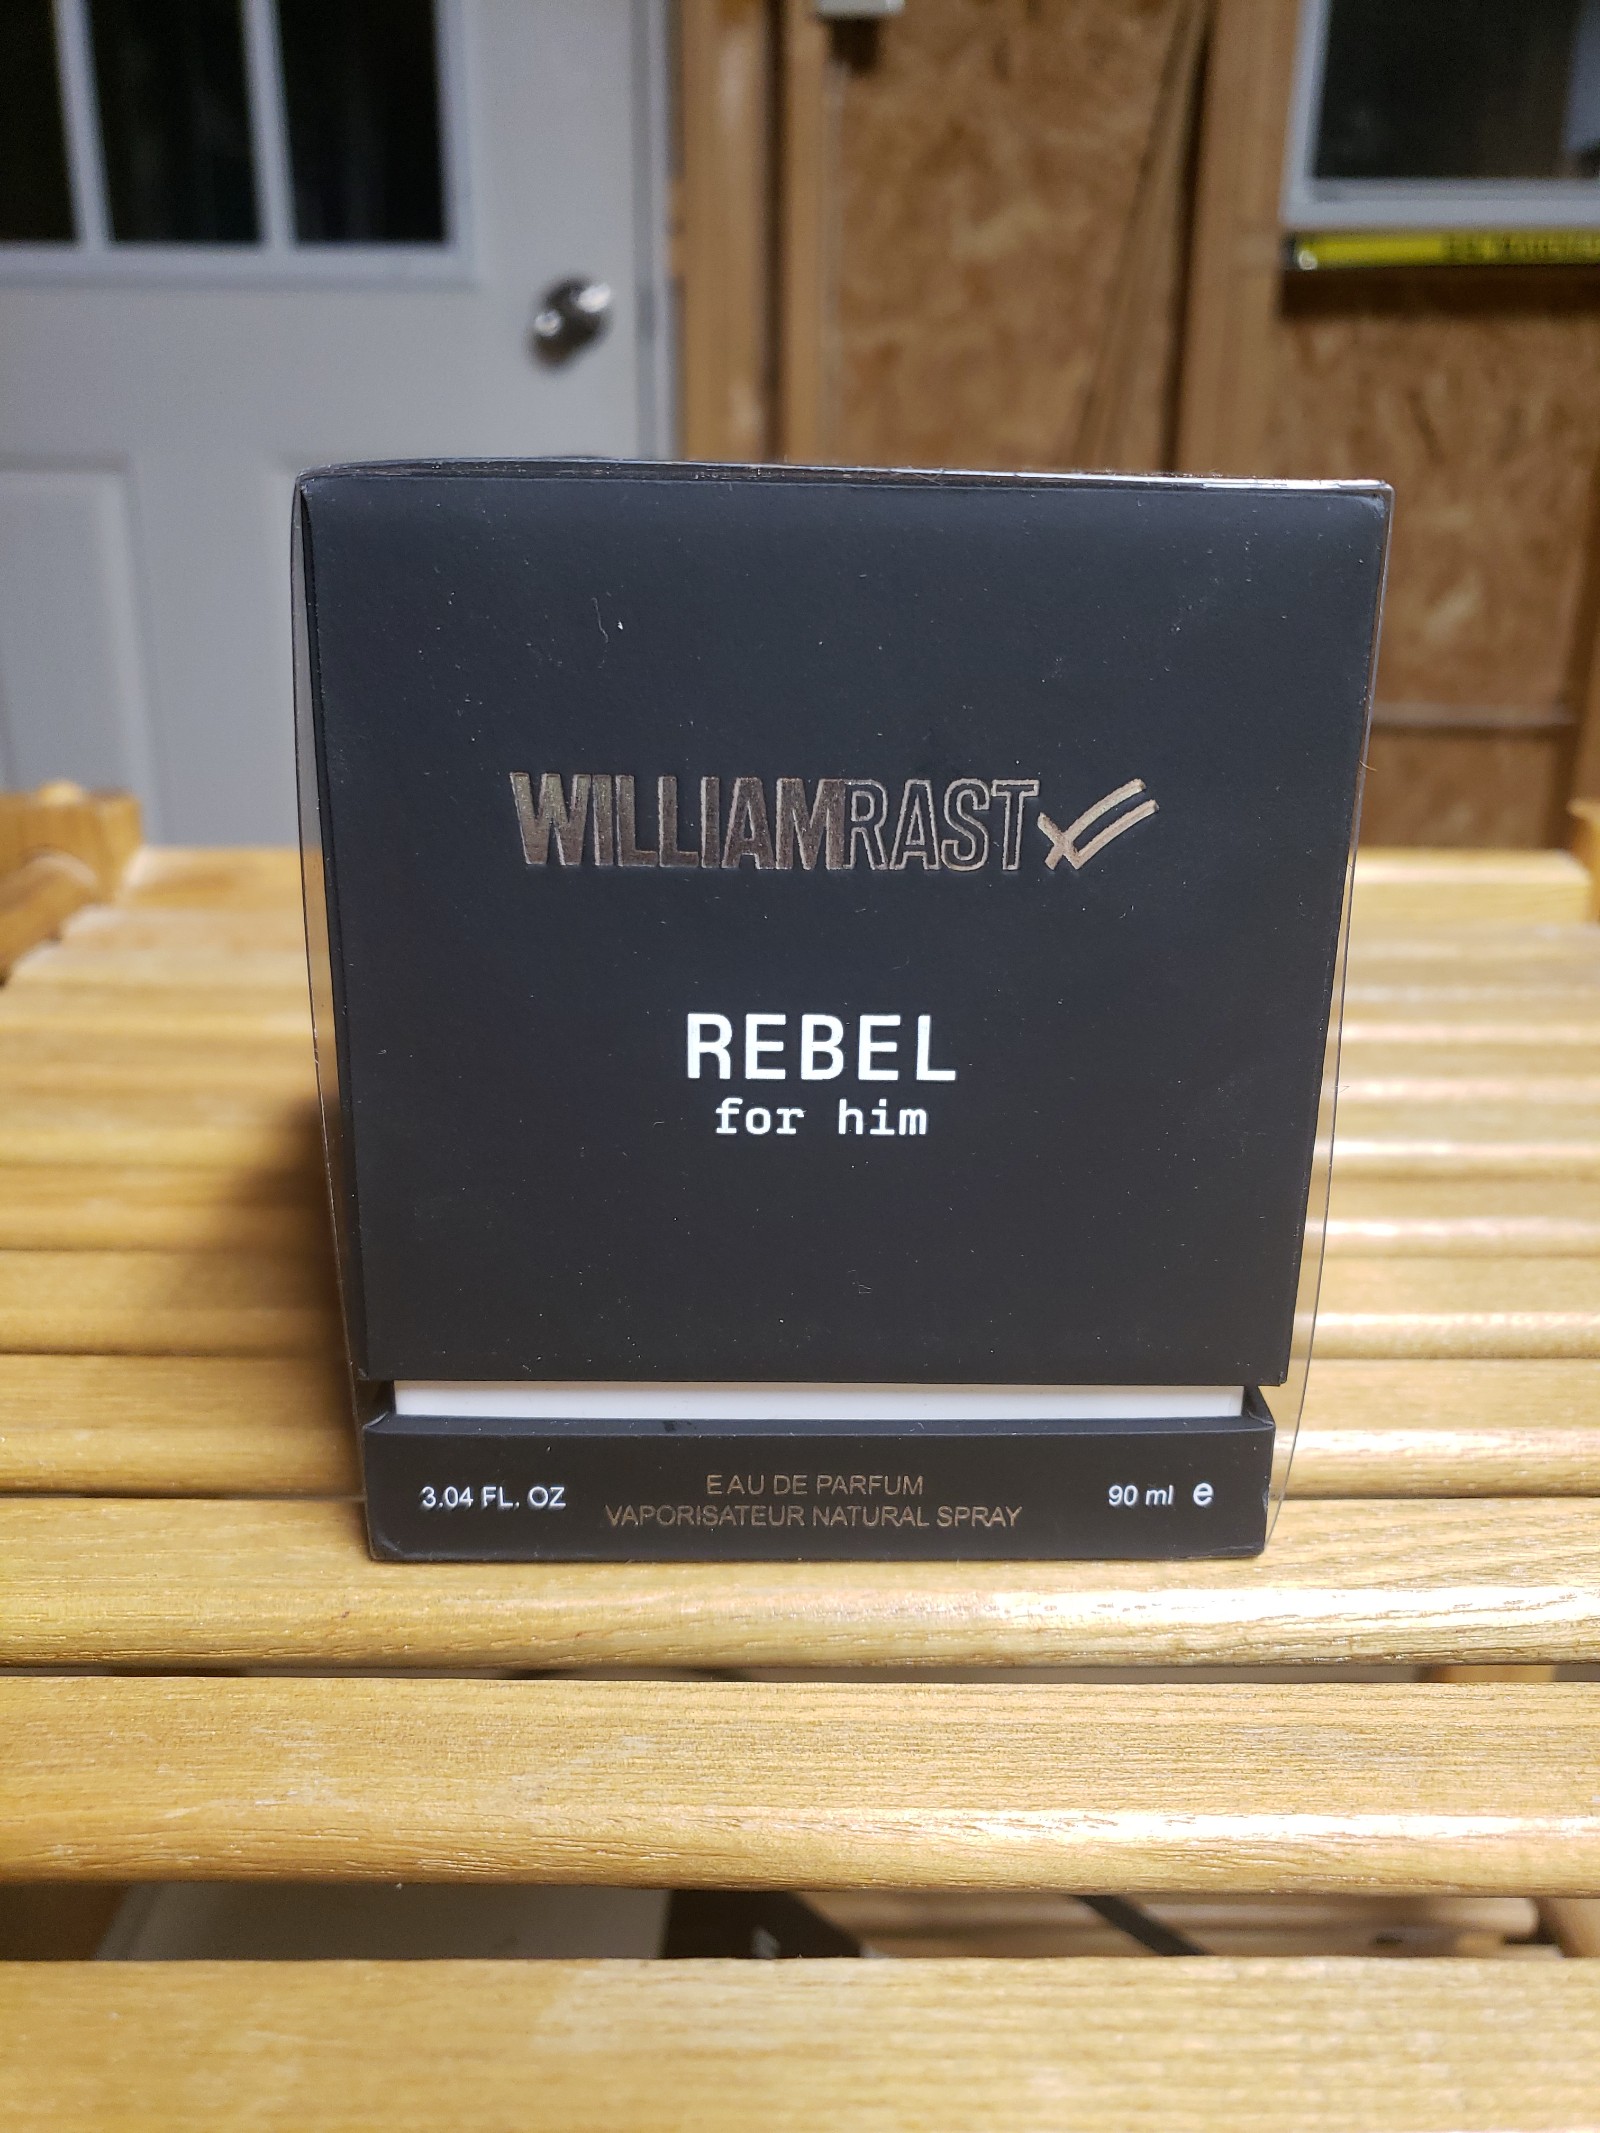 WILLIAMRAST
REBEL
for him
3.04 FL. OZ
EAU DE PARFUM
VAPORISATEUR NATURAL SPRAY
90 ml ℮